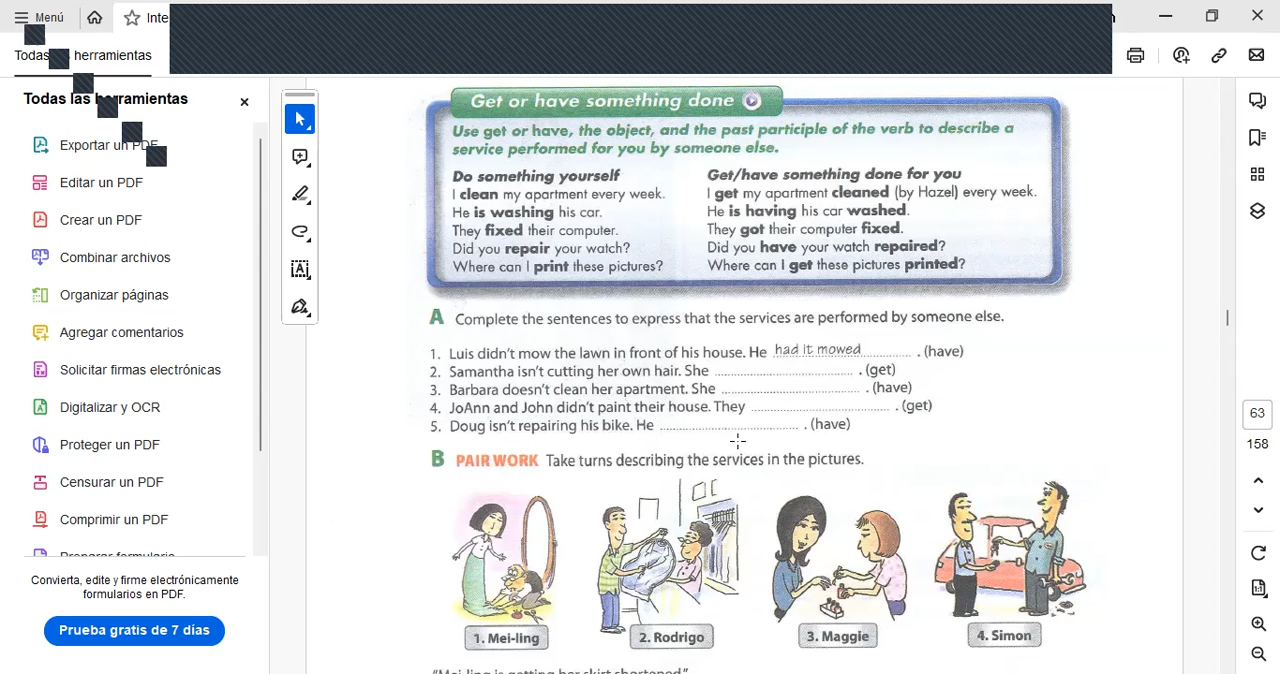 Menú
Inte
Todas herramientas
Todas las herramientas
Exportar un PDF
Editar un PDF
Crear un PDF
Combinar archivos
Organizar páginas
Agregar comentarios
Solicitar firmas electrónicas
Digitalizar y OCR
Proteger un PDF
Censurar un PDF
Comprimir un PDF
Preparar formulario
Convierta, edite y firme electrónicamente
formularios en PDF.
Prueba gratis de 7 días
Get or have something done
Use get or have, the object, and the past participle of the verb to describe a
service performed for you by someone else.
Do something yourself
I clean my apartment every week.
He is washing his car.
They fixed their computer.
Did you repair your watch?
Where can I print these pictures?
Get/have something done for you
I get my apartment cleaned (by Hazel) every week.
He is having his car washed.
They got their computer fixed.
Did you have your watch repaired?
Where can I get these pictures printed?
A Complete the sentences to express that the services are performed by someone else.
1. Luis didn't mow the lawn in front of his house. He had it mowed . (have)
2. Samantha isn't cutting her own hair. She . (get)
3. Barbara doesn't clean her apartment. She . (have)
4. JoAnn and John didn't paint their house. They . (get)
5. Doug isn't repairing his bike. He . (have)
B PAIR WORK Take turns describing the services in the pictures.
1. Mei-ling
2. Rodrigo
3. Maggie
4. Simon
"Mei-ling is getting her skirt shortened"
63
158